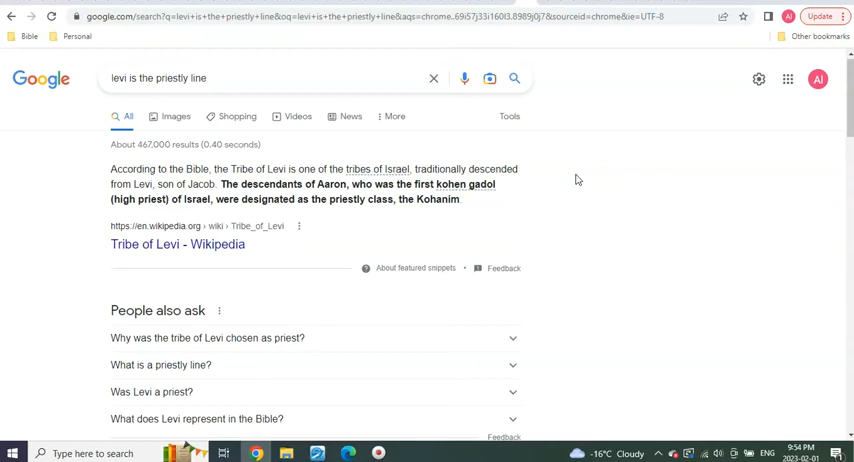 google.com/search?q=levi+is+the+priestly+line&oq=levi+is+the+priestly+line&aqs=chrome..69i57j33i160l3.8989j0j7&sourceid=chrome&ie=UTF-8
AI
Update
Bible
Personal
Other bookmarks
Google
levi is the priestly line
AI
All
Images
Shopping
Videos
News
More
Tools
About 467,000 results (0.40 seconds)
According to the Bible, the Tribe of Levi is one of the tribes of Israel, traditionally descended
from Levi, son of Jacob. The descendants of Aaron, who was the first kohen gadol
(high priest) of Israel, were designated as the priestly class, the Kohanim.
https://en.wikipedia.org › wiki › Tribe_of_Levi
Tribe of Levi - Wikipedia
About featured snippets • Feedback
People also ask
Why was the tribe of Levi chosen as priest?
What is a priestly line?
Was Levi a priest?
What does Levi represent in the Bible?
Feedback
Type here to search
-16°C Cloudy
ENG
9:54 PM
2023-02-01
1